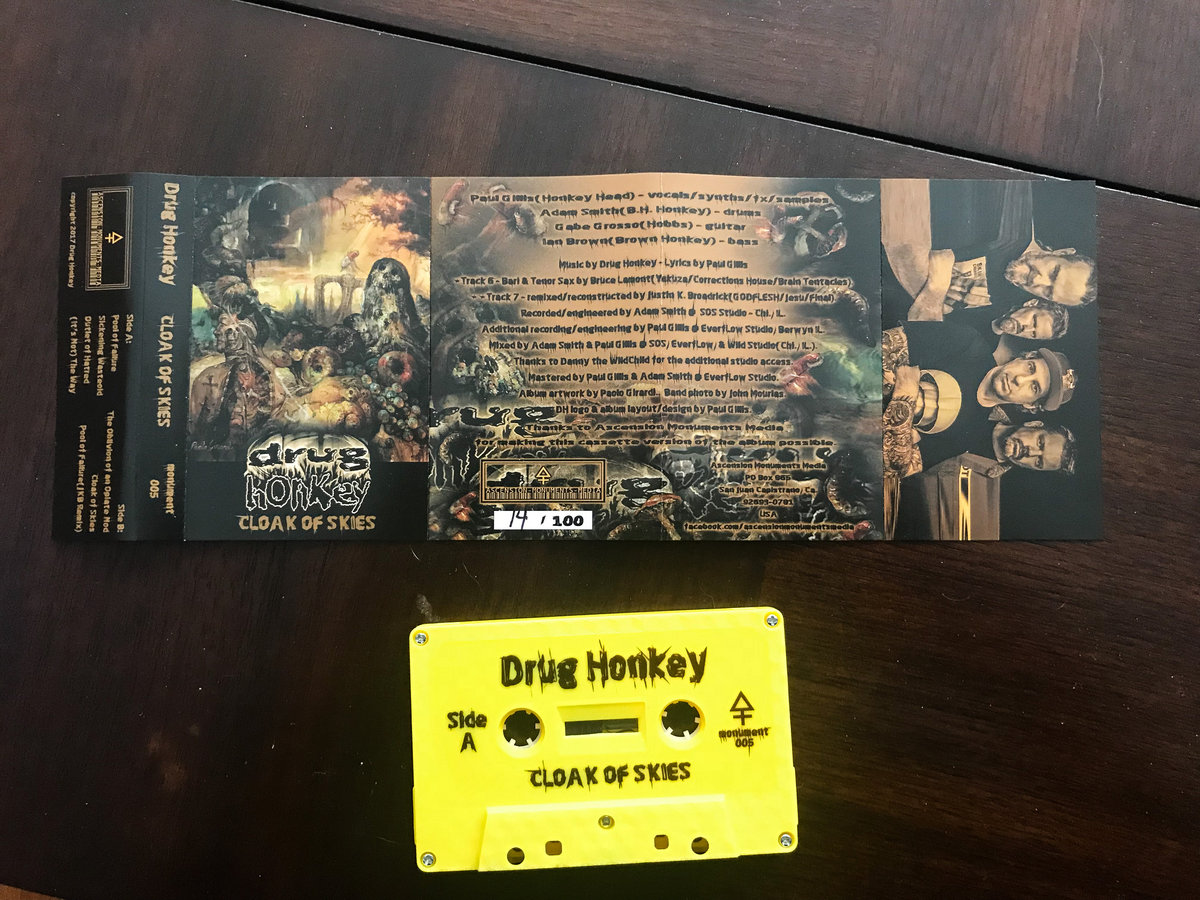 copyright 2017 Drug Honkey
Side A:
Pool of Failure
Sickening Wasteoid
Outlet of Hatred
(It's Not) The Way
Side B:
The Oblivion of an Opiate Nod
Cloak of Skies
Pool of Failure(JKB Remix)
Drug Honkey CLOAK OF SKIES monument
005
drug
honkey
CLOAK OF SKIES
Paul Gillis(Honkey Head) - vocals/synths/fx/samples
Adam Smith(B.H. Honkey) - drums
Gabe Grosso(Hobbs) - guitar
Ian Brown(Brown Honkey) - bass
Music by Drug Honkey - Lyrics by Paul Gillis
- Track 6 - Bari & Tenor Sax by Bruce Lamont(Yakuza/Corrections House/Brain Tentacles)
- Track 7 - remixed/reconstructed by Justin K. Broadrick(GODFLESH/Jesu/Final)
Recorded/engineered by Adam Smith @ SOS Studio - Chi., IL.
Additional recording/engineering by Paul Gillis @ EverfLow Studio, Berwyn IL.
Mixed by Adam Smith & Paul Gillis @ SOS/EverfLow/& Wild Studio(Chi., IL.).
Thanks to Danny the WildChild for the additional studio access
Mastered by Paul Gillis & Adam Smith @ EverfLow Studio.
Album artwork by Paolo Girardi. Band photo by John Mourlas
DH logo & album layout/design by Paul Gillis
Thanks to Ascension Monuments Media
for making this cassette version of the album possible
14 / 100
Ascension Monuments Media
PO Box
San Juan Capistrano, Ca
92693-0781
USA
facebook.com/ascensionmonumentsmedia
Drug Honkey
Side
A
monument
005
CLOAK OF SKIES